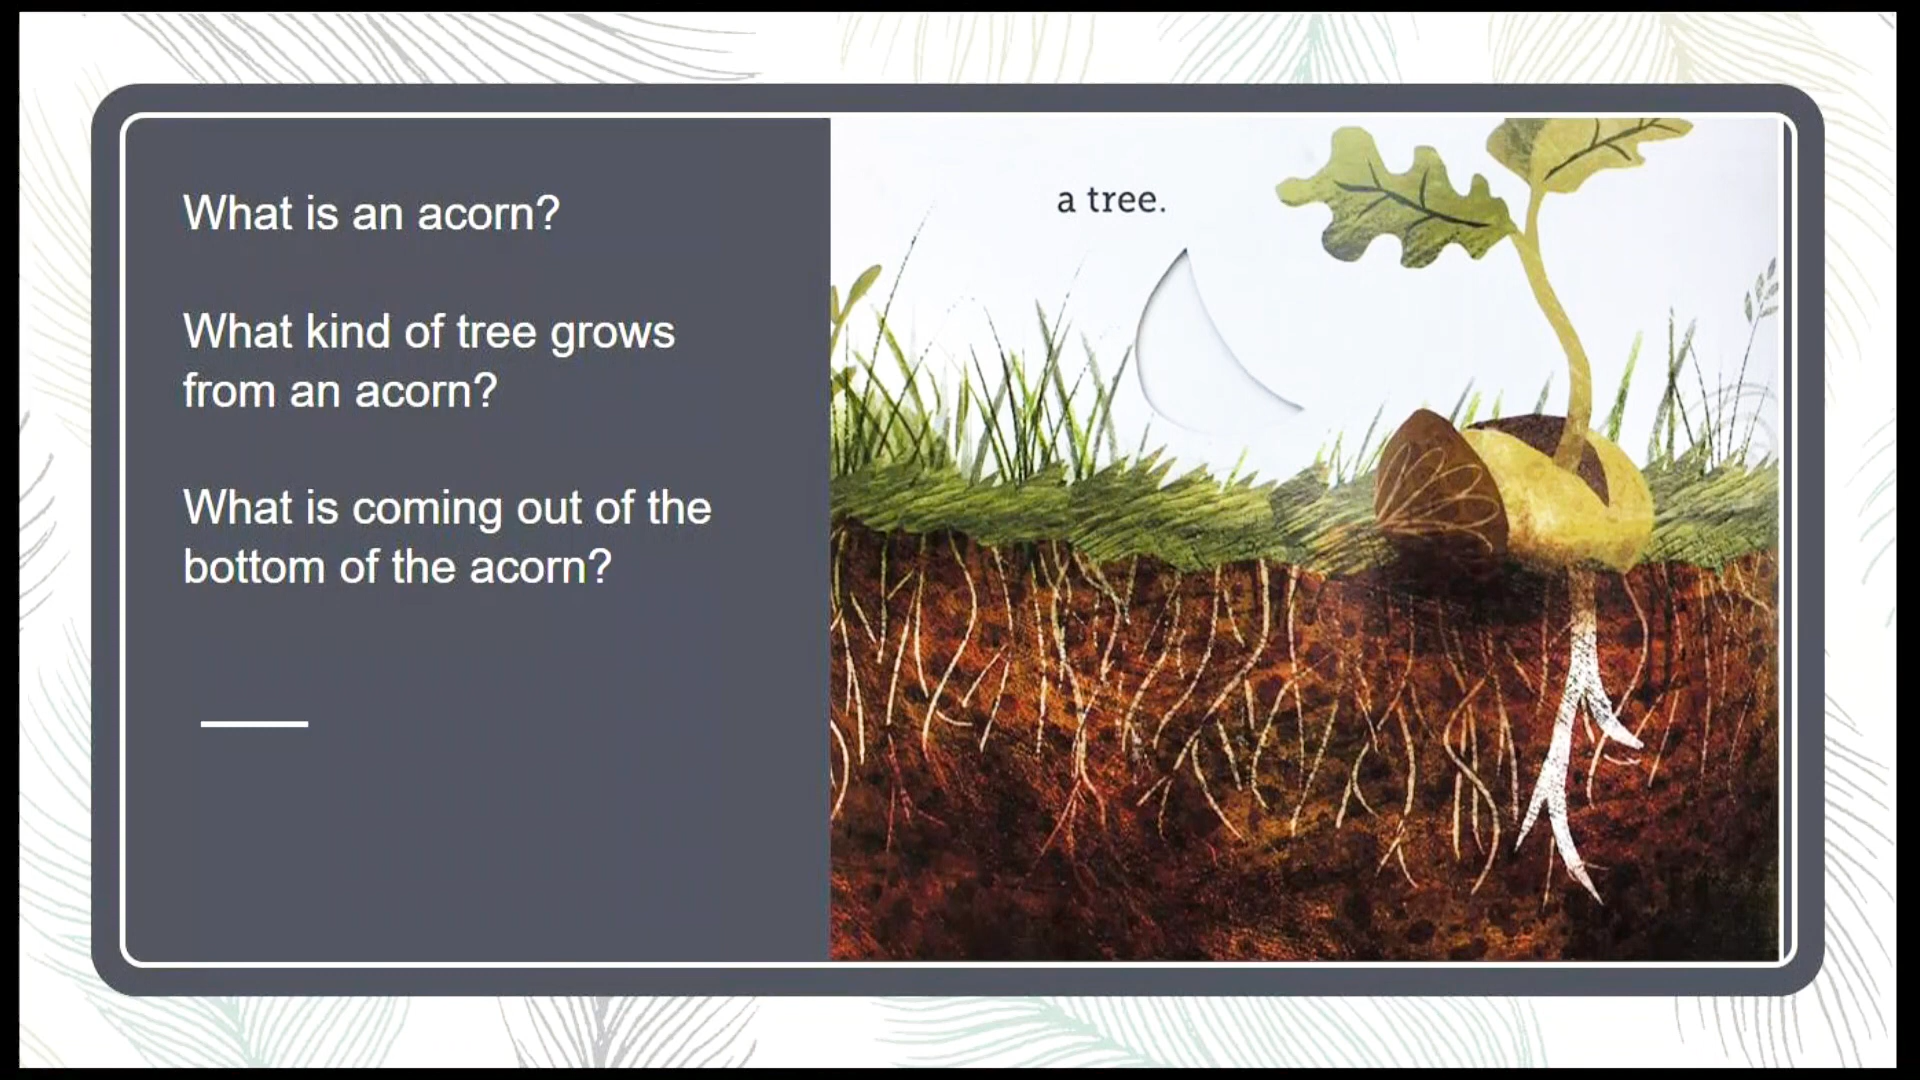 What is an acorn?
What kind of tree grows
from an acorn?
What is coming out of the
bottom of the acorn?
a tree.